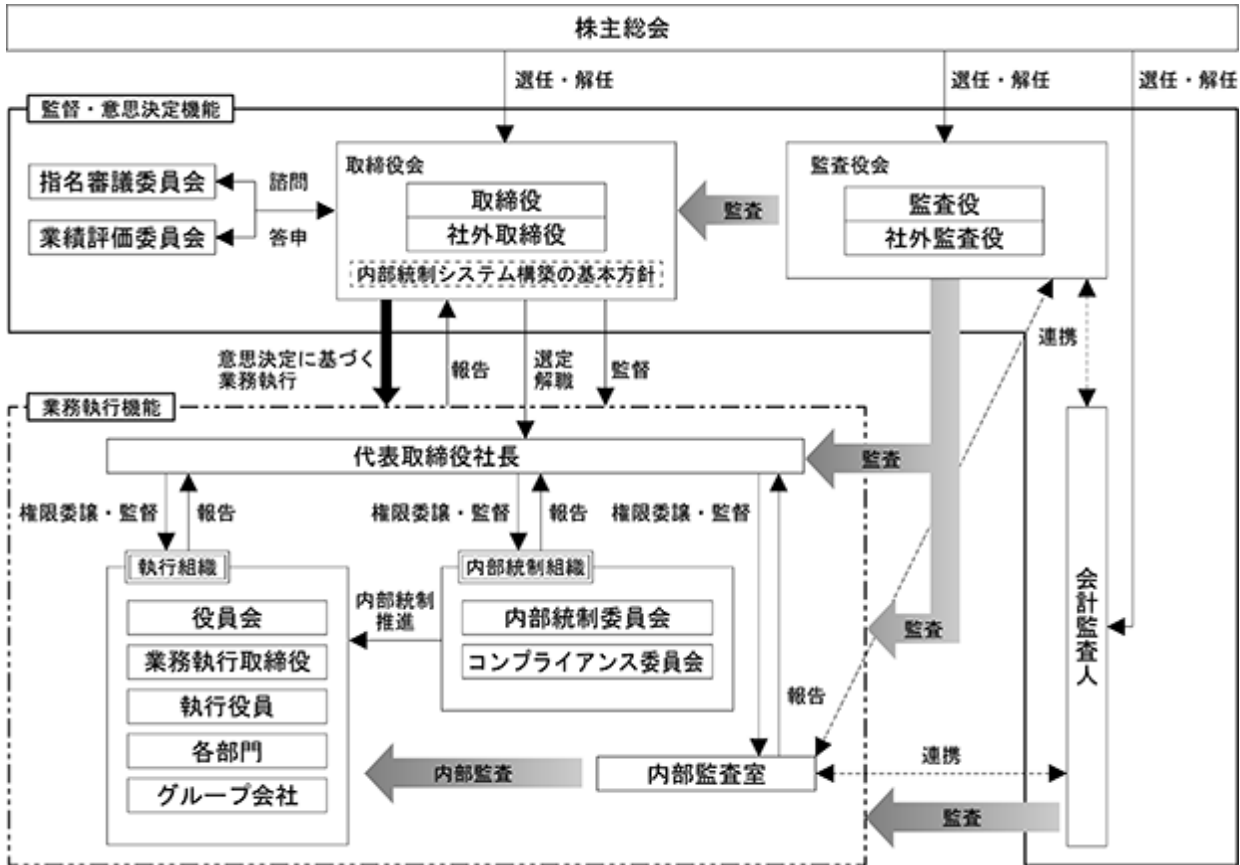 株主総会
選任・解任
選任・解任
選任・解任
監督・意思決定機能
指名審議委員会
業績評価委員会
諮問
答申
取締役会
取締役
社外取締役
内部統制システム構築の基本方針
監査
監査役会
監査役
社外監査役
意思決定に基づく
業務執行
報告
選定
解職
監督
連携
業務執行機能
代表取締役社長
監査
権限委譲・監督
報告
権限委譲・監督
報告
権限委譲・監督
執行組織
役員会
業務執行取締役
執行役員
各部門
グループ会社
内部統制
推進
内部統制組織
内部統制委員会
コンプライアンス委員会
報告
監査
会計監査人
内部監査
内部監査室
連携
監査